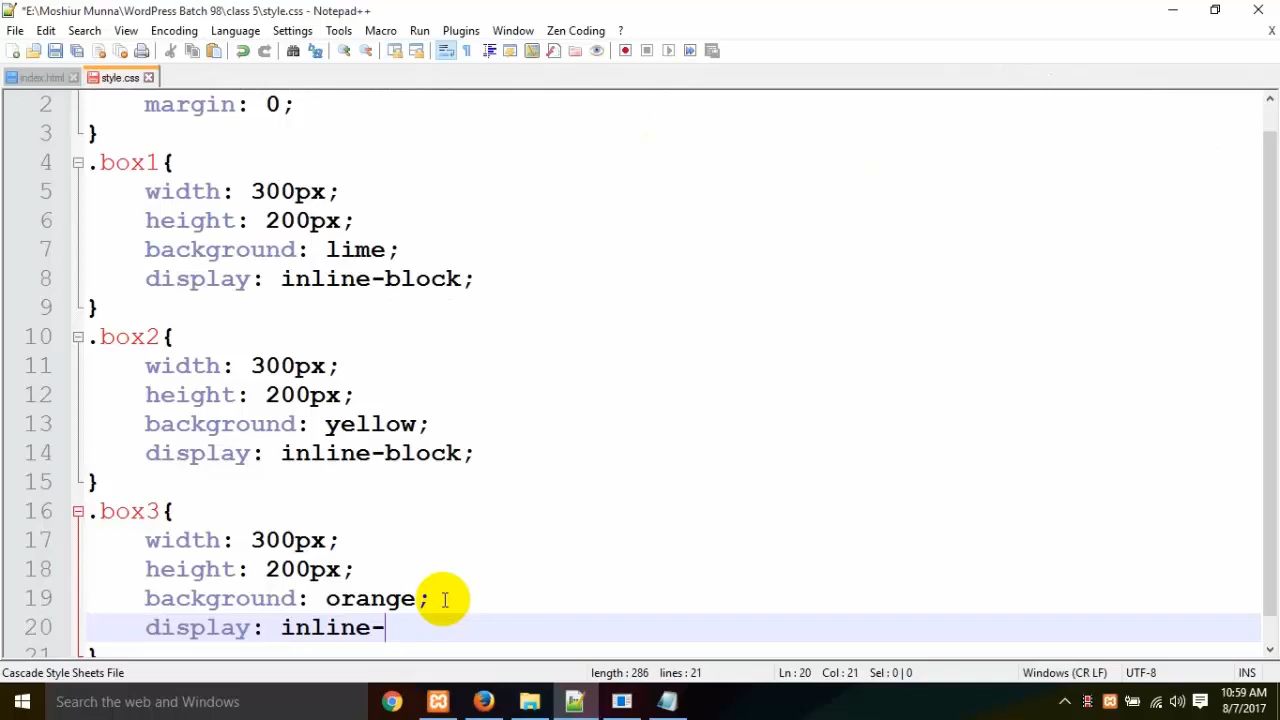 *E:\Moshiur Munna\WordPress Batch 98\class 5\style.css - Notepad++
File Edit Search View Encoding Language Settings Tools Macro Run Plugins Window Zen Coding ? X
index.html style.css
2 margin: 0;
3 }
4 .box1{
5 width: 300px;
6 height: 200px;
7 background: lime;
8 display: inline-block;
9 }
10 .box2{
11 width: 300px;
12 height: 200px;
13 background: yellow;
14 display: inline-block;
15 }
16 .box3{
17 width: 300px;
18 height: 200px;
19 background: orange;
20 display: inline-
21 }
Cascade Style Sheets File length : 286 lines : 21 Ln : 20 Col : 21 Sel : 0 | 0 Windows (CR LF) UTF-8 INS
Search the web and Windows
10:59 AM
8/7/2017